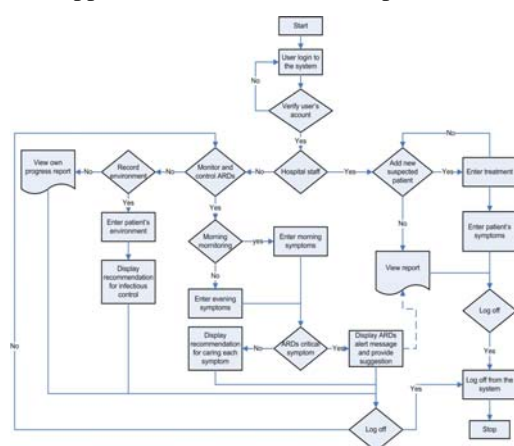 Start
User login to
the system
No
Verify user's
acount
Yes
No
View own
progress report
No
Record
environment
No
Monitor and
control ARDs
No
Hospital staff
Yes
Add new
suspected
patient
Yes
Enter treatment
Yes
Yes
No
Enter patient's
environment
Morning
mornitoring
yes
Enter morning
symptoms
Enter patient's
symptoms
No
View report
Display
recommendation
for infectious
control
Enter evening
symptoms
Log off
No
Display
recommendation
for caring each
symptom
No
ARDs critical
symptom
Yes
Display ARDs
alert message and
provide
suggestion
Yes
Yes
Log off from the
system
Log off
Stop